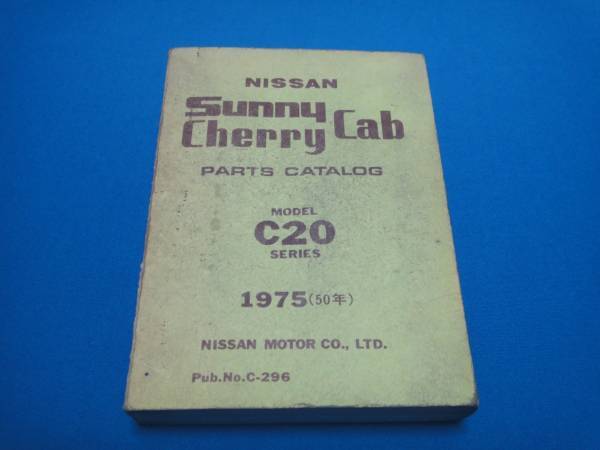 NISSAN
Sunny
Cherry Cab
PARTS CATALOG
MODEL
C20
SERIES
1975(50年)
NISSAN MOTOR CO., LTD.
Pub.No.C-296